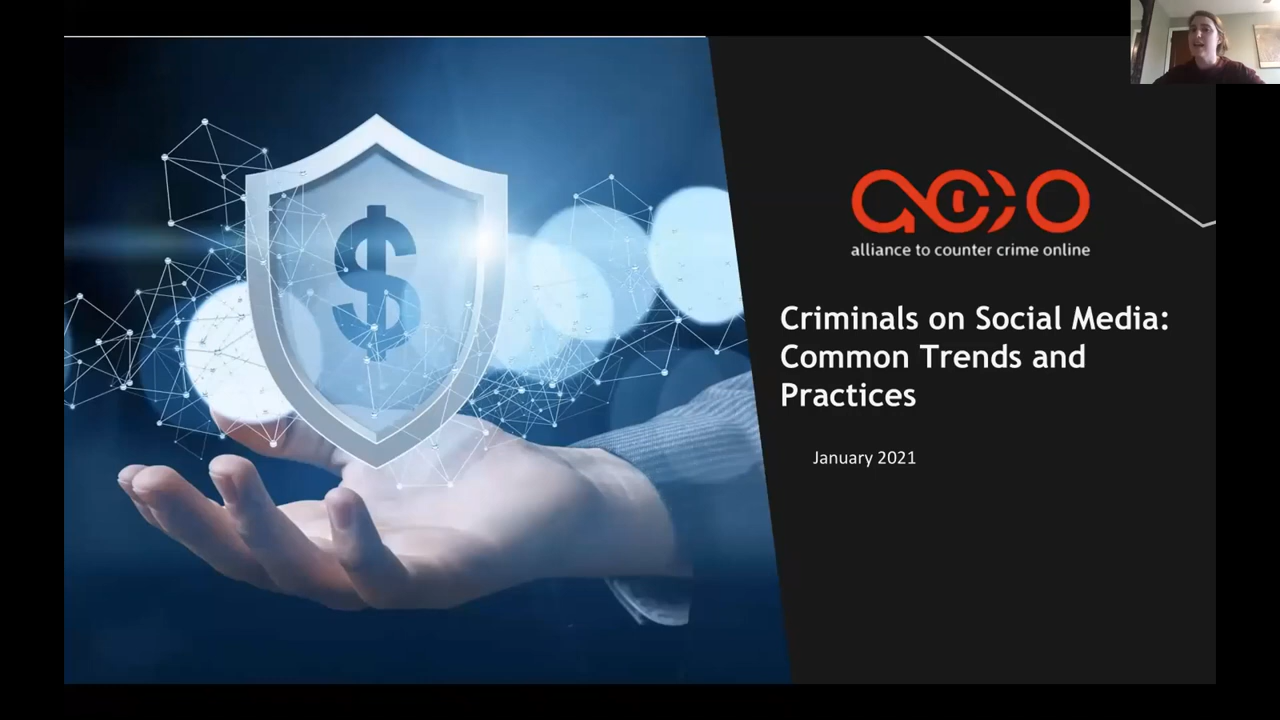 acco
alliance to counter crime online
Criminals on Social Media:
Common Trends and
Practices
January 2021